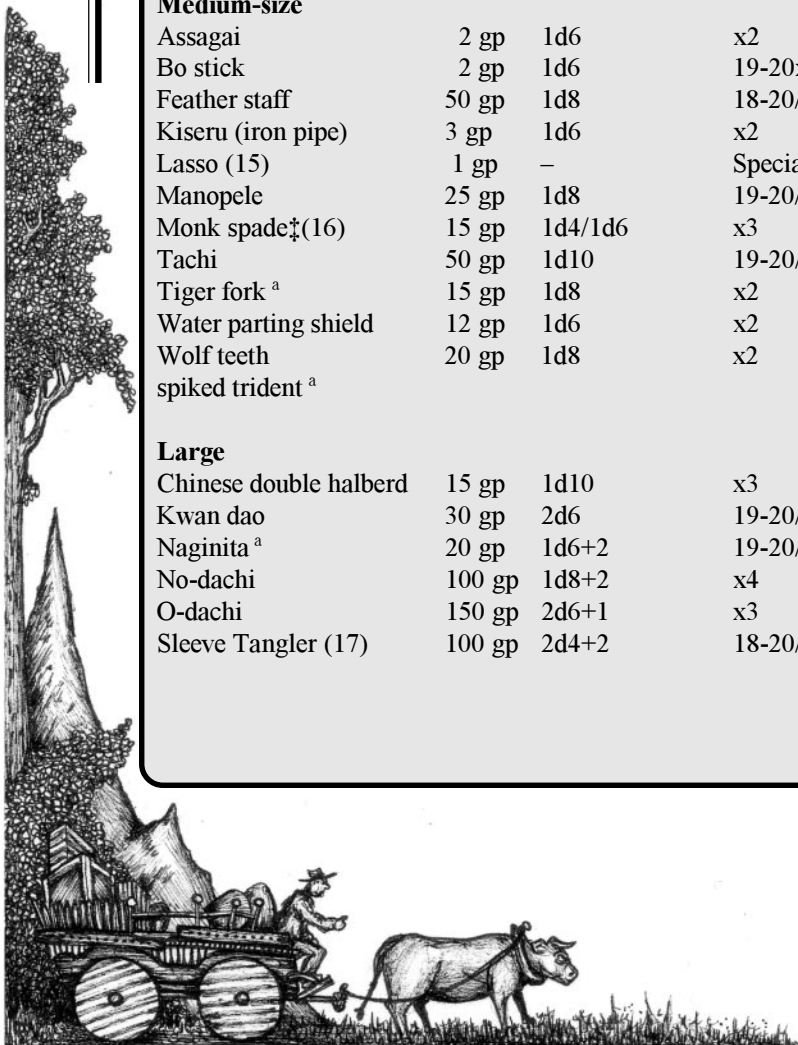 Medium-size
Assagai 2 gp 1d6 x2
Bo stick 2 gp 1d6 19-20
Feather staff 50 gp 1d8 18-20/
Kiseru (iron pipe) 3 gp 1d6 x2
Lasso (15) 1 gp – Specia
Manopele 25 gp 1d8 19-20/
Monk spade‡(16) 15 gp 1d4/1d6 x3
Tachi 50 gp 1d10 19-20/
Tiger fork a 15 gp 1d8 x2
Water parting shield 12 gp 1d6 x2
Wolf teeth 20 gp 1d8 x2
spiked trident a
Large
Chinese double halberd 15 gp 1d10 x3
Kwan dao 30 gp 2d6 19-20/
Naginita a 20 gp 1d6+2 19-20/
No-dachi 100 gp 1d8+2 x4
O-dachi 150 gp 2d6+1 x3
Sleeve Tangler (17) 100 gp 2d4+2 18-20/